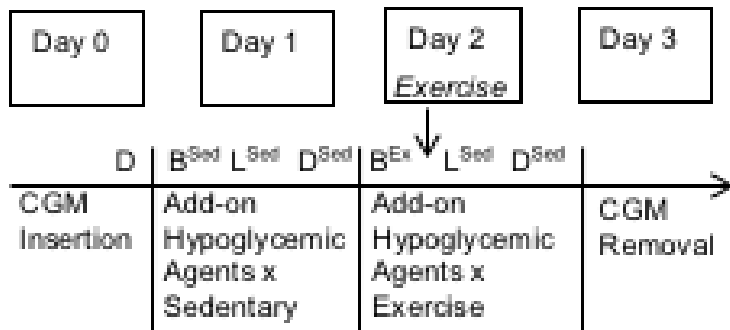 Day 0 Day 1 Day 2 Day 3
Exercise
D B^Sed L^Sed D^Sed B^Ex L^Sed D^Sed
CGM Add-on Add-on CGM
Insertion Hypoglycemic Hypoglycemic Removal
Agents x Agents x
Sedentary Exercise